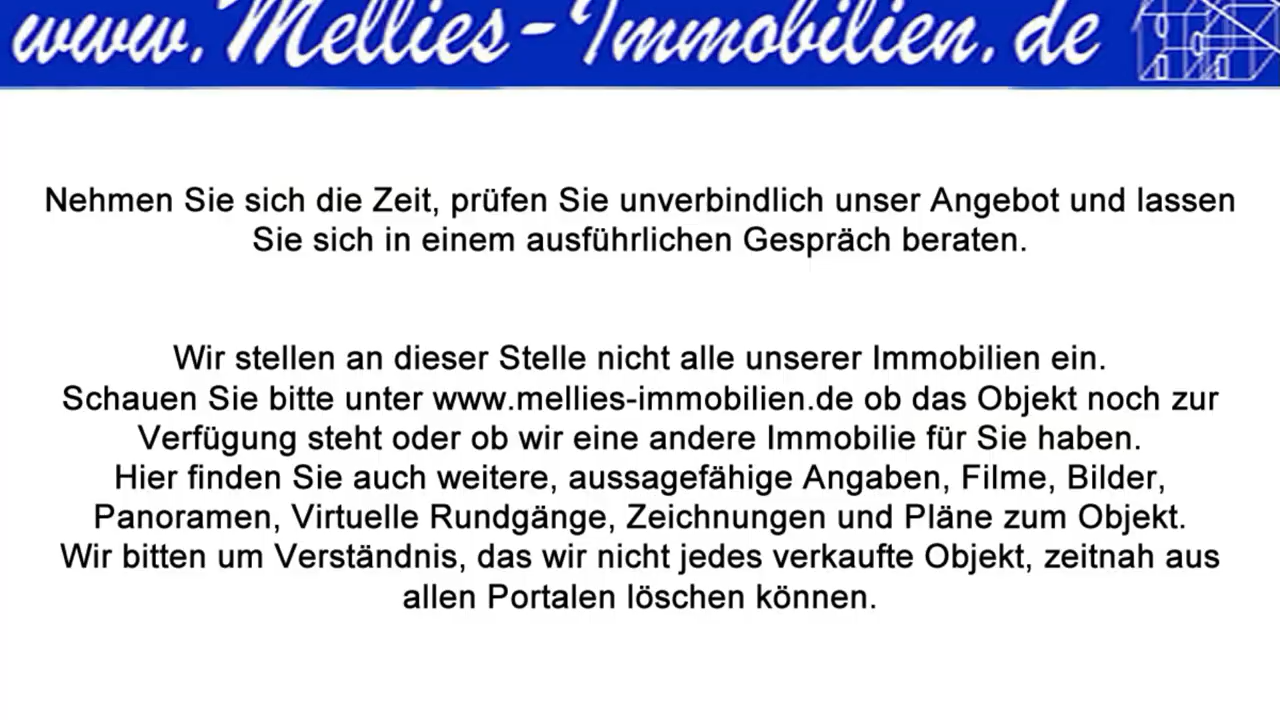 www.Mellies-Immobilien.de
Nehmen Sie sich die Zeit, prüfen Sie unverbindlich unser Angebot und lassen
Sie sich in einem ausführlichen Gespräch beraten.
Wir stellen an dieser Stelle nicht alle unserer Immobilien ein.
Schauen Sie bitte unter www.mellies-immobilien.de ob das Objekt noch zur
Verfügung steht oder ob wir eine andere Immobilie für Sie haben.
Hier finden Sie auch weitere, aussagefähige Angaben, Filme, Bilder,
Panoramen, Virtuelle Rundgänge, Zeichnungen und Pläne zum Objekt.
Wir bitten um Verständnis, das wir nicht jedes verkaufte Objekt, zeitnah aus
allen Portalen löschen können.